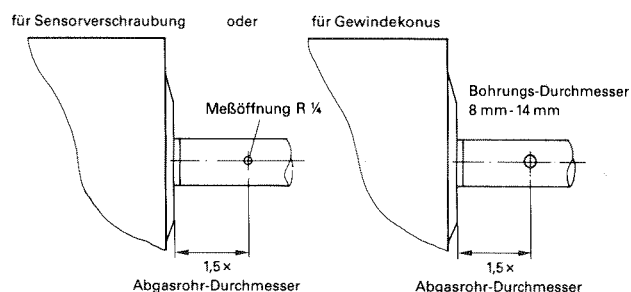 für Sensorverschraubung oder für Gewindekonus
Meßöffnung R ¼
Bohrungs-Durchmesser
8 mm - 14 mm
1,5×
Abgasrohr-Durchmesser
1,5×
Abgasrohr-Durchmesser